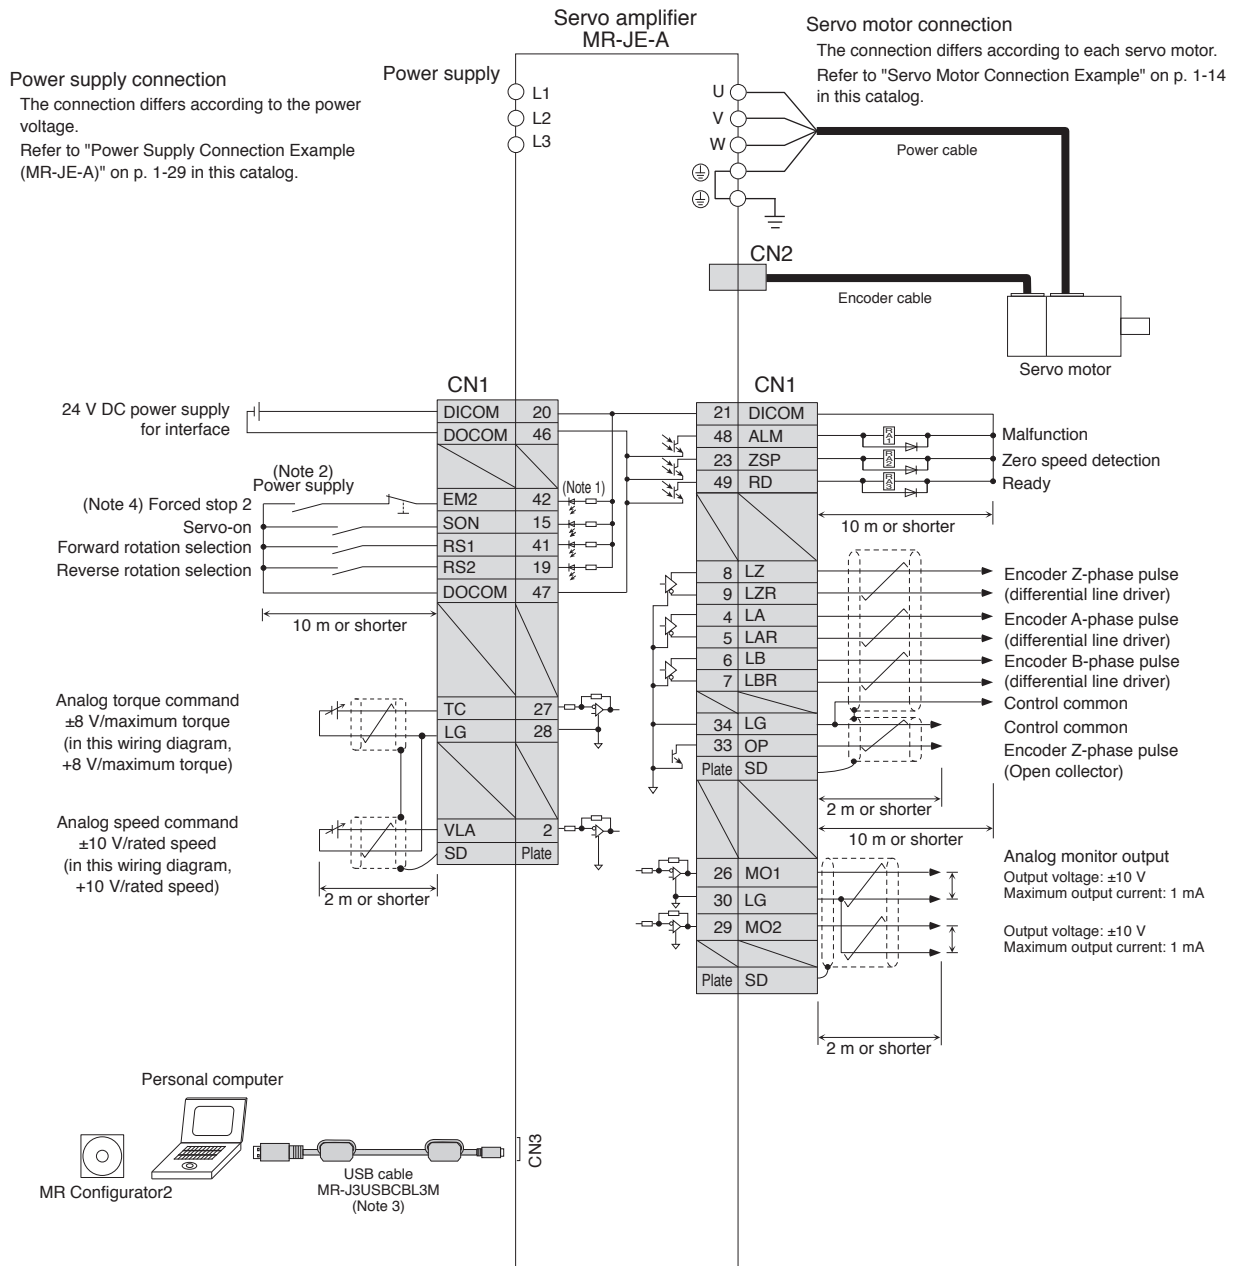 Servo amplifier
MR-JE-A
Servo motor connection
The connection differs according to each servo motor.
Refer to "Servo Motor Connection Example" on p. 1-14
in this catalog.
Power supply connection
The connection differs according to the power
voltage.
Refer to "Power Supply Connection Example
(MR-JE-A)" on p. 1-29 in this catalog.
Power supply
L1
L2
L3
U
V
W
Power cable
CN2
Encoder cable
Servo motor
CN1
24 V DC power supply
for interface
DICOM 20
DOCOM 46
(Note 2)
Power supply
(Note 4) Forced stop 2
EM2 42
(Note 1)
Servo-on
SON 15
Forward rotation selection
RS1 41
Reverse rotation selection
RS2 19
DOCOM 47
10 m or shorter
Analog torque command
±8 V/maximum torque
(in this wiring diagram,
+8 V/maximum torque)
TC 27
LG 28
Analog speed command
±10 V/rated speed
(in this wiring diagram,
+10 V/rated speed)
VLA 2
SD Plate
2 m or shorter
CN1
21 DICOM
48 ALM
RA1
Malfunction
23 ZSP
RA2
Zero speed detection
49 RD
RA3
Ready
10 m or shorter
8 LZ
Encoder Z-phase pulse
9 LZR
(differential line driver)
4 LA
Encoder A-phase pulse
5 LAR
(differential line driver)
6 LB
Encoder B-phase pulse
7 LBR
(differential line driver)
Control common
34 LG
Control common
33 OP
Encoder Z-phase pulse
(Open collector)
Plate SD
2 m or shorter
10 m or shorter
Analog monitor output
26 MO1
Output voltage: ±10 V
Maximum output current: 1 mA
30 LG
29 MO2
Output voltage: ±10 V
Maximum output current: 1 mA
Plate SD
2 m or shorter
Personal computer
MR Configurator2
USB cable
MR-J3USBCBL3M
(Note 3)
CN3